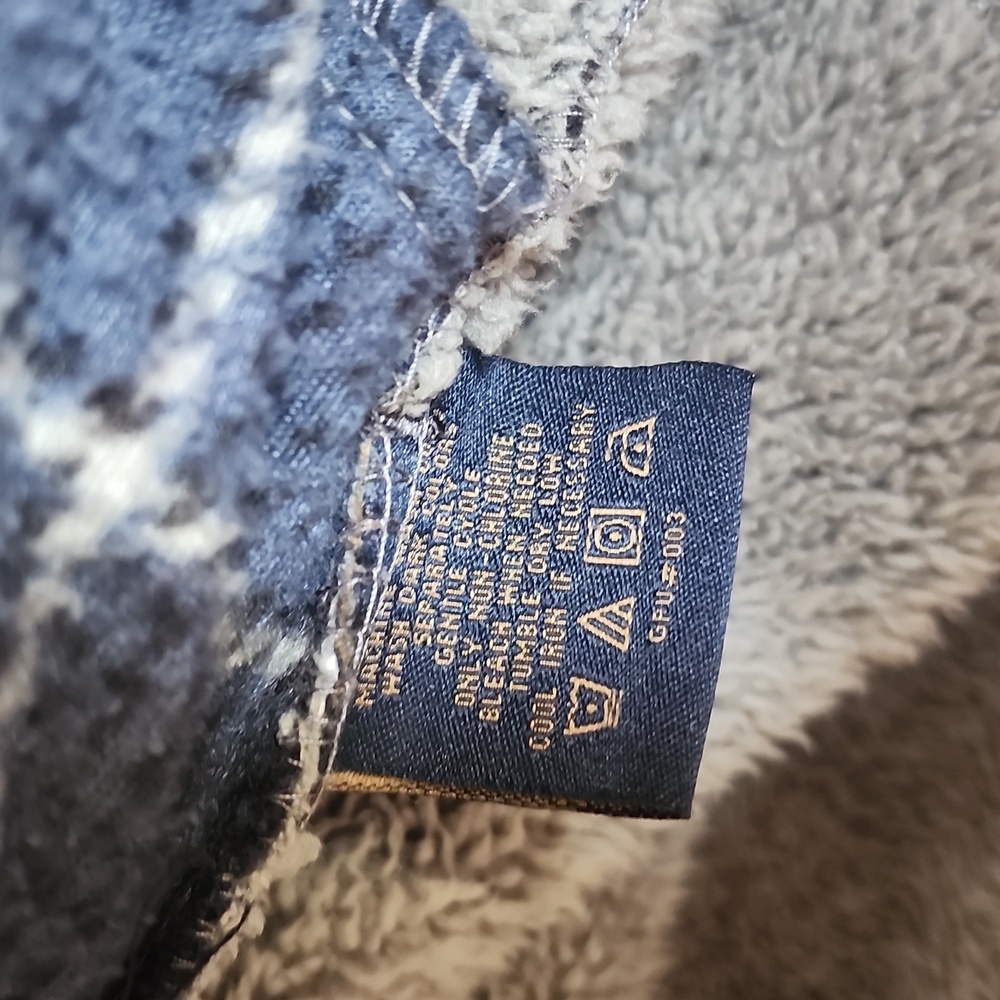 WASH DARK COLORS
SEPARATELY
GENTLE CYCLE
ONLY NON CHLORINE
BLEACH WHEN NEEDED
TUMBLE DRY LOW
COOL IRON IF NECESSARY
GPU#003